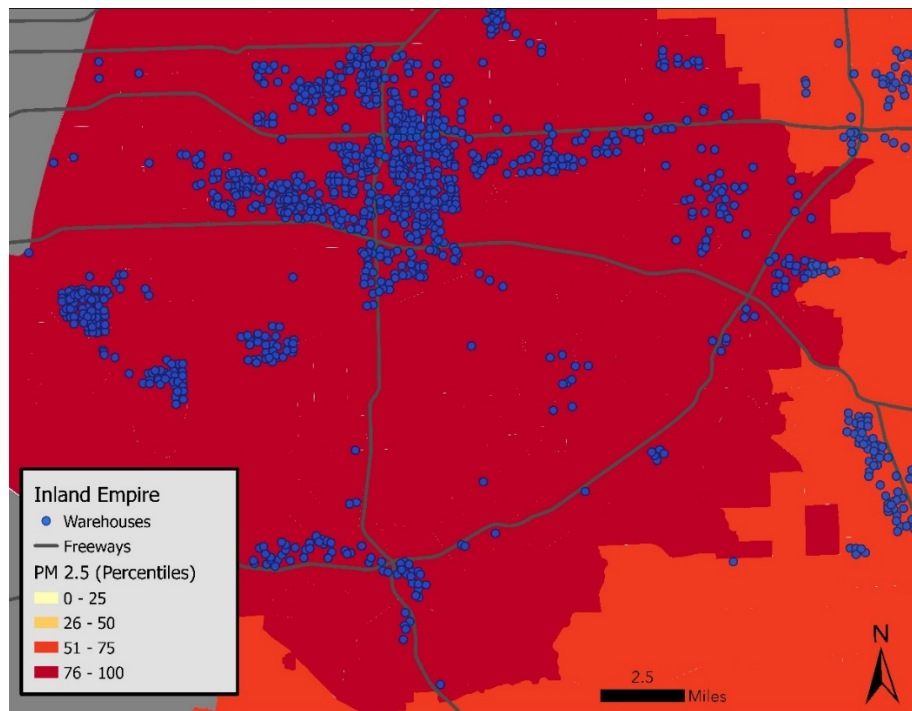 Inland Empire
Warehouses
Freeways
PM 2.5 (Percentiles)
0 - 25
26 - 50
51 - 75
76 - 100
2.5
Miles
N